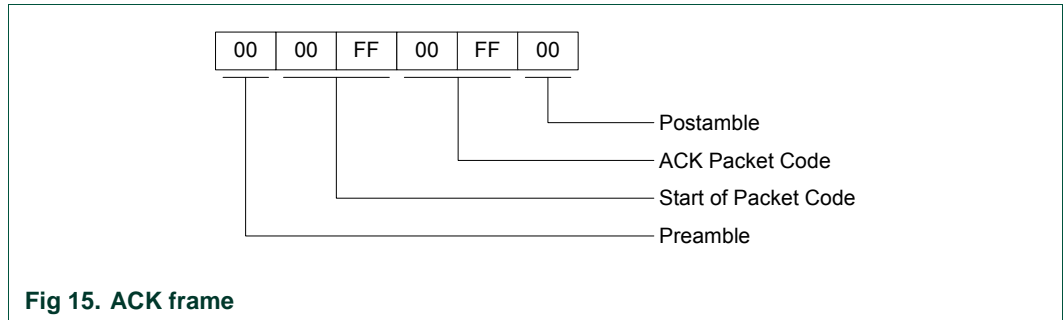 00 00 FF 00 FF 00
Postamble
ACK Packet Code
Start of Packet Code
Preamble
Fig 15. ACK frame